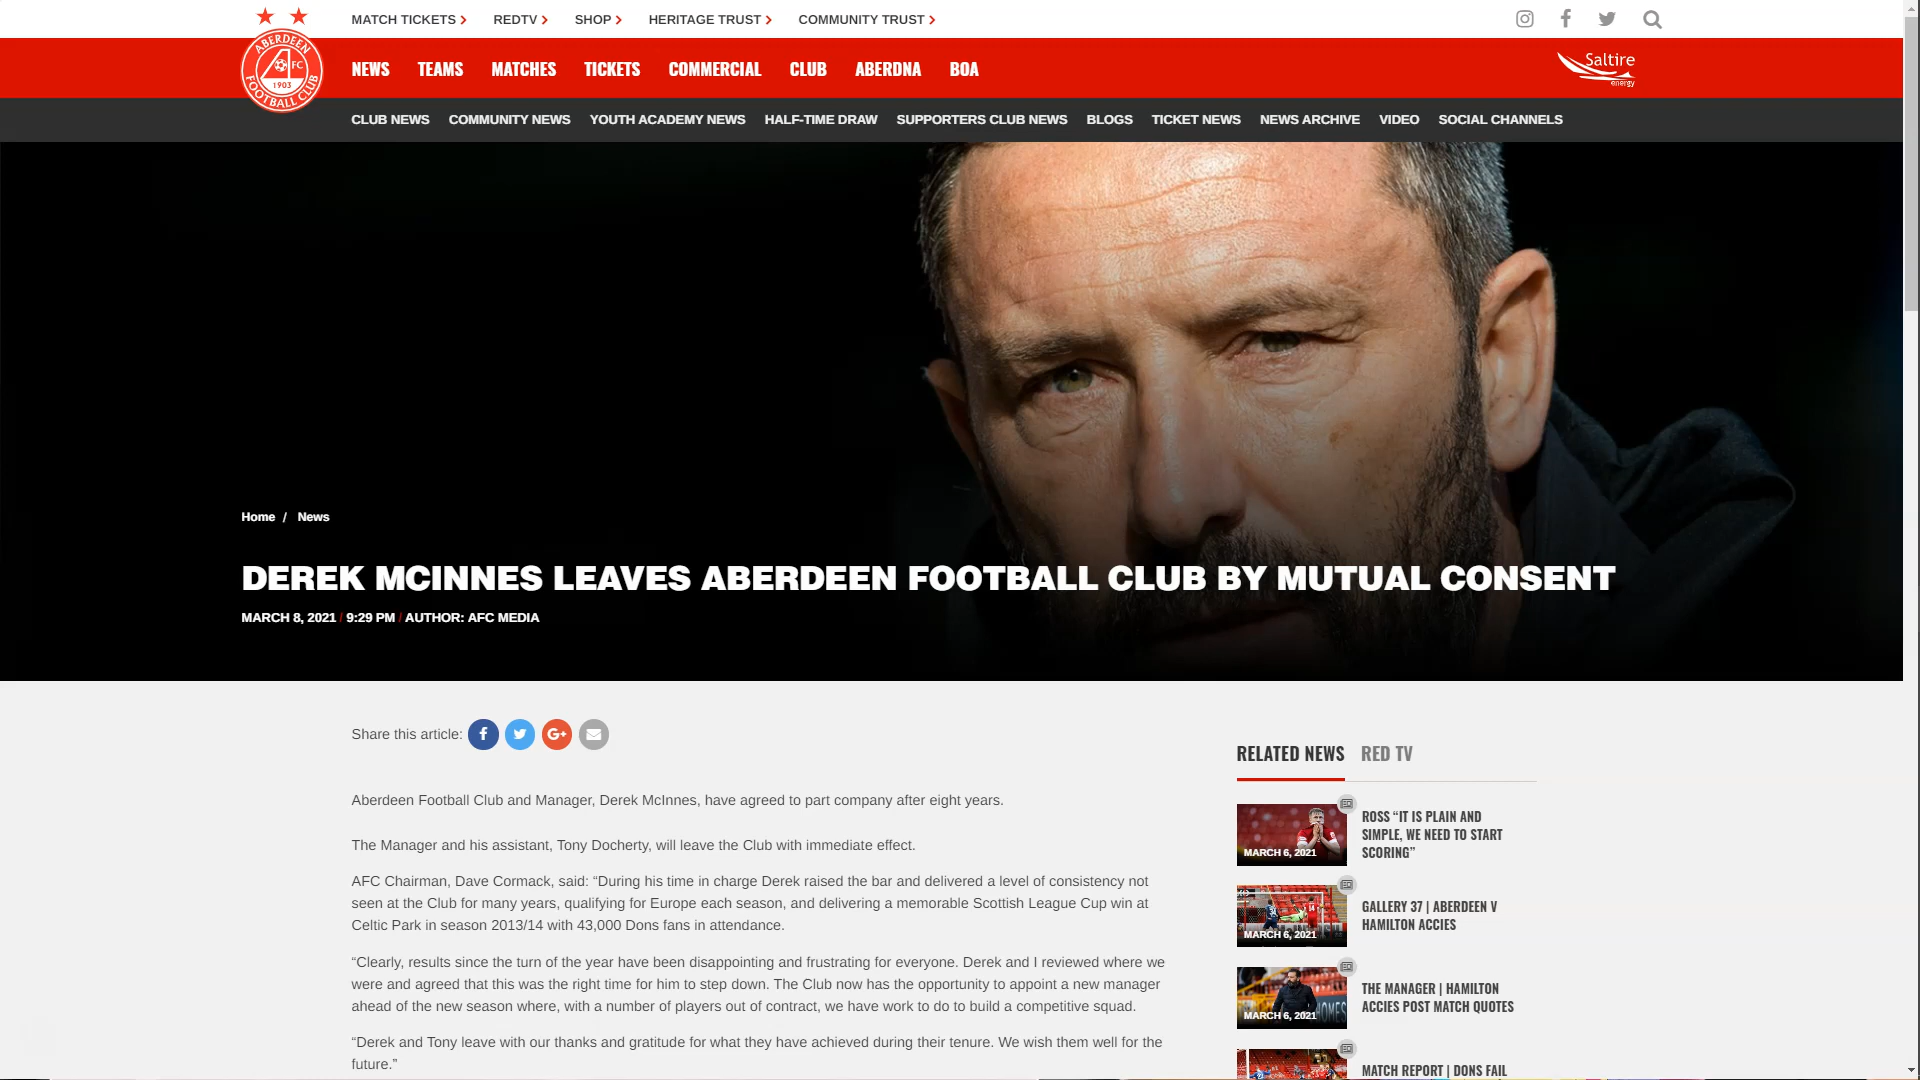 MATCH TICKETS REDTV SHOP HERITAGE TRUST COMMUNITY TRUST
ABERDEEN
FC
1903
FOOTBALL CLUB
NEWS TEAMS MATCHES TICKETS COMMERCIAL CLUB ABERDNA BOA
Saltire
energy
CLUB NEWS COMMUNITY NEWS YOUTH ACADEMY NEWS HALF-TIME DRAW SUPPORTERS CLUB NEWS BLOGS TICKET NEWS NEWS ARCHIVE VIDEO SOCIAL CHANNELS
Home / News
DEREK MCINNES LEAVES ABERDEEN FOOTBALL CLUB BY MUTUAL CONSENT
MARCH 8, 2021 / 9:29 PM / AUTHOR: AFC MEDIA
Share this article:
Aberdeen Football Club and Manager, Derek McInnes, have agreed to part company after eight years.
The Manager and his assistant, Tony Docherty, will leave the Club with immediate effect.
AFC Chairman, Dave Cormack, said: “During his time in charge Derek raised the bar and delivered a level of consistency not
seen at the Club for many years, qualifying for Europe each season, and delivering a memorable Scottish League Cup win at
Celtic Park in season 2013/14 with 43,000 Dons fans in attendance.
“Clearly, results since the turn of the year have been disappointing and frustrating for everyone. Derek and I reviewed where we
were and agreed that this was the right time for him to step down. The Club now has the opportunity to appoint a new manager
ahead of the new season where, with a number of players out of contract, we have work to do to build a competitive squad.
“Derek and Tony leave with our thanks and gratitude for what they have achieved during their tenure. We wish them well for the
future.”
RELATED NEWS RED TV
MARCH 6, 2021
ROSS “IT IS PLAIN AND
SIMPLE, WE NEED TO START
SCORING”
MARCH 6, 2021
GALLERY 37 | ABERDEEN V
HAMILTON ACCIES
HOMES
MARCH 6, 2021
THE MANAGER | HAMILTON
ACCIES POST MATCH QUOTES
MATCH REPORT | DONS FAIL